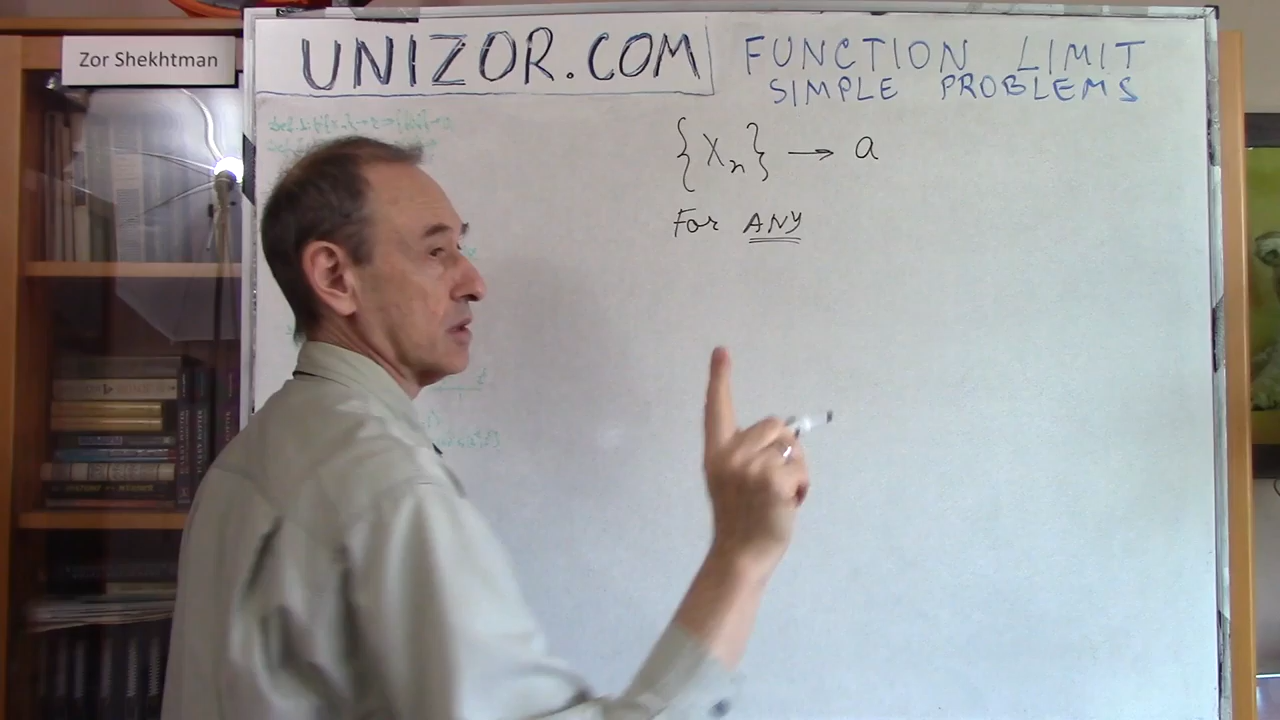 Zor Shekhtman
UNIZOR.COM
FUNCTION LIMIT
SIMPLE PROBLEMS
{Xn} → a
For ANY